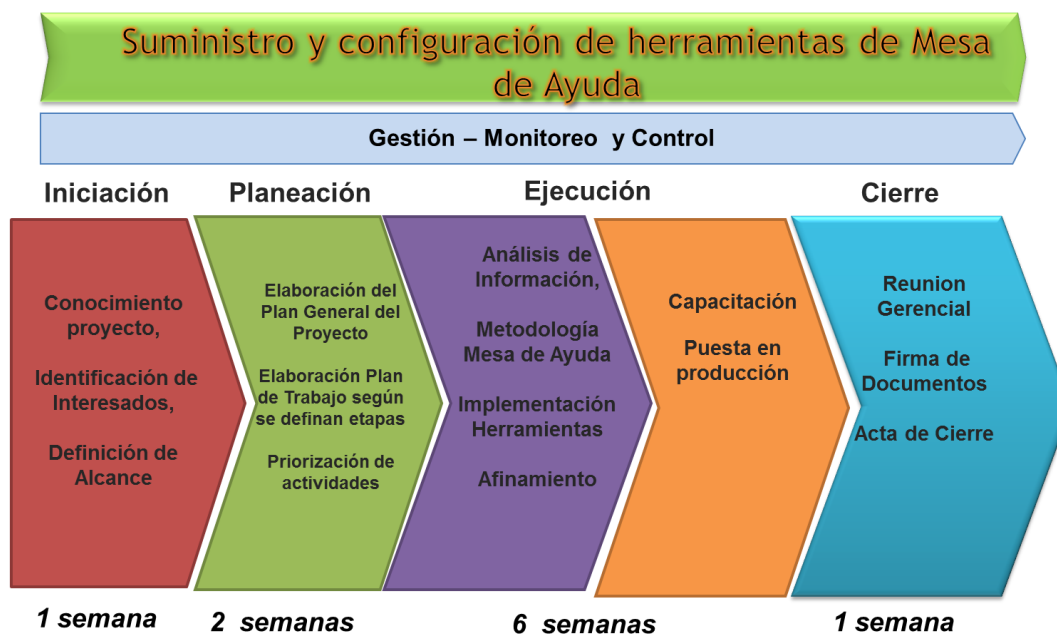 Suministro y configuración de herramientas de Mesa
de Ayuda
Gestión – Monitoreo y Control
Iniciación
Planeación
Ejecución
Cierre
Conocimiento
proyecto,
Identificación de
Interesados,
Definición de
Alcance
Elaboración del
Plan General del
Proyecto
Elaboración Plan
de Trabajo según
se definan etapas
Priorización de
actividades
Análisis de
Información,
Metodología
Mesa de Ayuda
Implementación
Herramientas
Afinamiento
Capacitación
Puesta en
producción
Reunion
Gerencial
Firma de
Documentos
Acta de Cierre
1 semana
2 semanas
6 semanas
1 semana